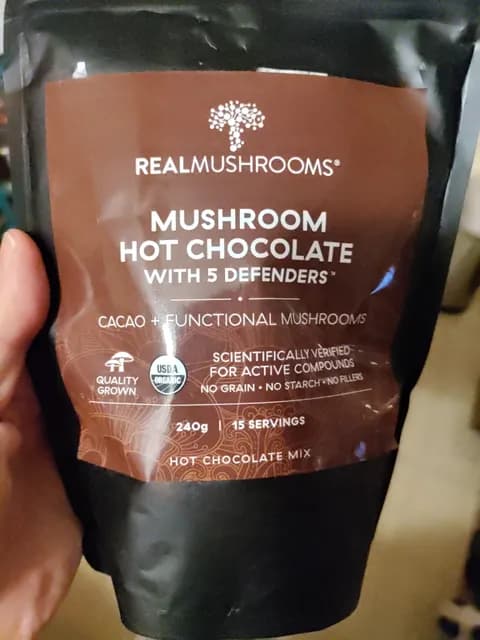 REALMUSHROOMS®
MUSHROOM
HOT CHOCOLATE
WITH 5 DEFENDERS™
CACAO + FUNCTIONAL MUSHROOMS
QUALITY
GROWN
USDA
ORGANIC
SCIENTIFICALLY VERIFIED
FOR ACTIVE COMPOUNDS
NO GRAIN • NO STARCH • NO FILLERS
240g | 15 SERVINGS
HOT CHOCOLATE MIX